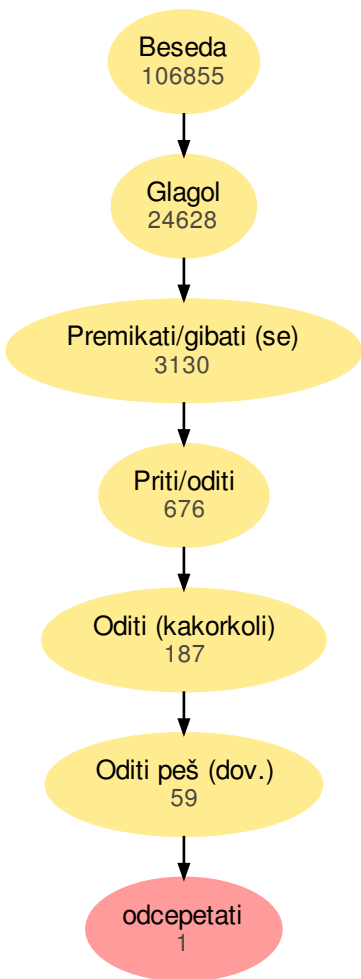 Beseda
106855
Glagol
24628
Premikati/gibati (se)
3130
Priti/oditi
676
Oditi (kakorkoli)
187
Oditi peš (dov.)
59
odcepetati
1